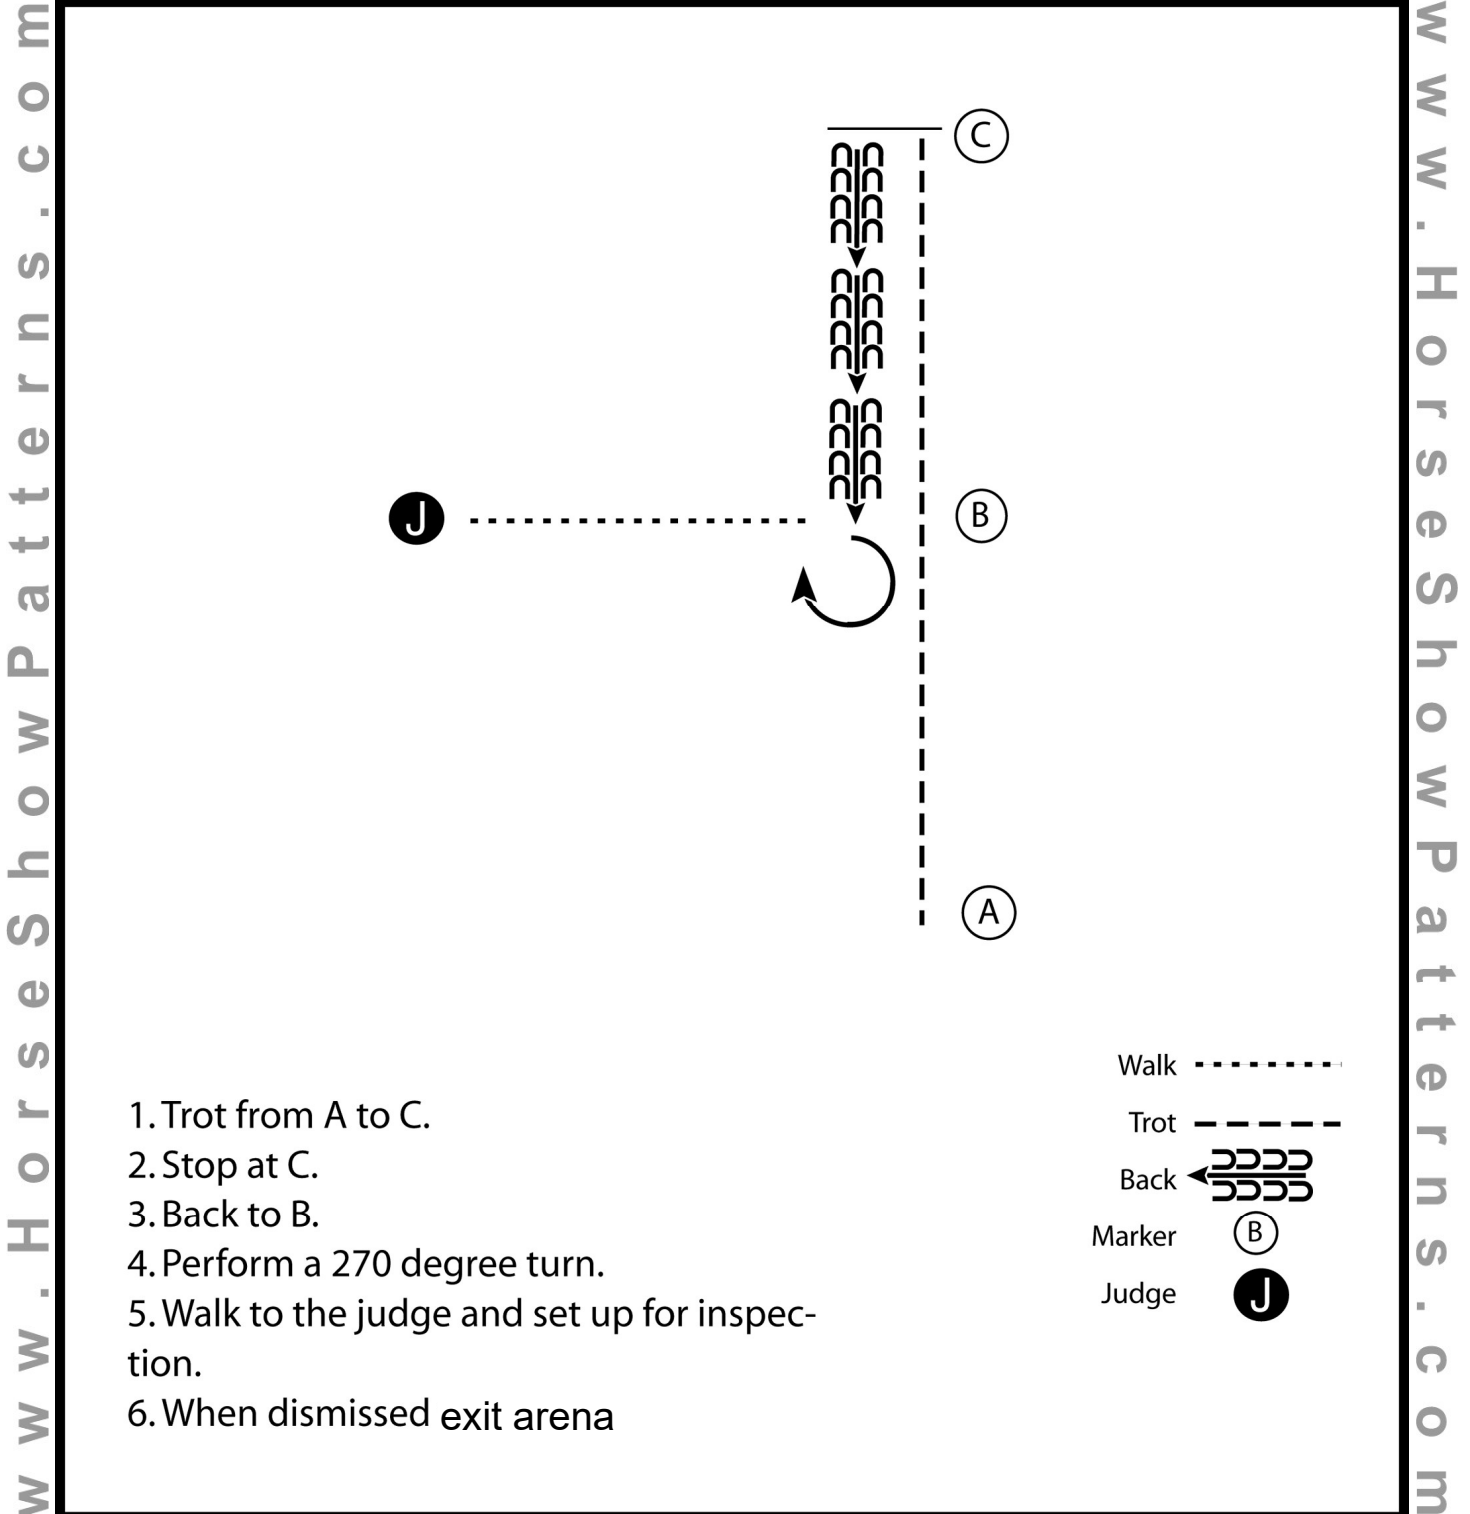 www.HorseShowPatterns.com
www.HorseShowPatterns.com
C
J
B
A
Walk
Trot
Back
Marker B
Judge J
1. Trot from A to C.
2. Stop at C.
3. Back to B.
4. Perform a 270 degree turn.
5. Walk to the judge and set up for inspec-
tion.
6. When dismissed exit arena